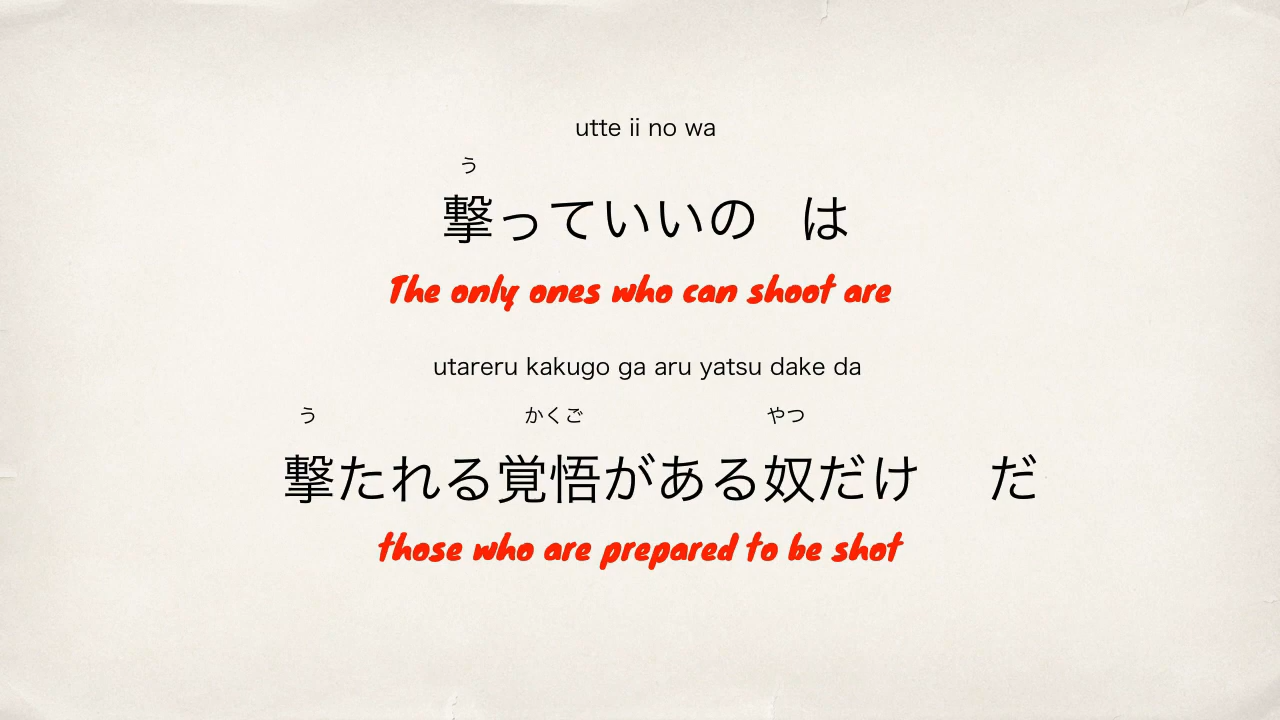 utte ii no wa
う
撃っていいの は
The only ones who can shoot are
utareru kakugo ga aru yatsu dake da
う かくご やつ
撃たれる覚悟がある奴だけ だ
those who are prepared to be shot